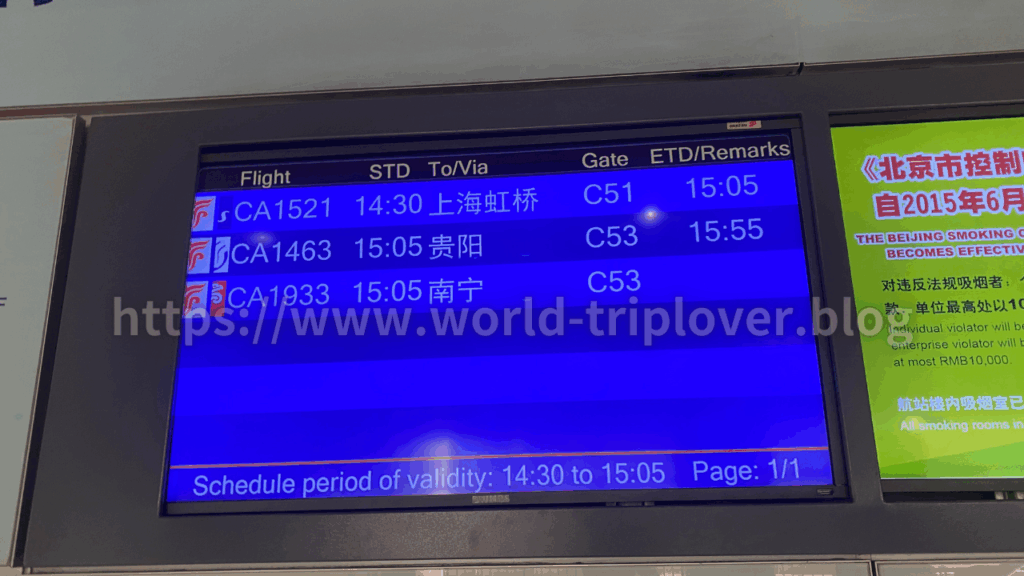 Flight STD To/Via Gate ETD/Remarks
CA1521 14:30 上海虹桥 C51 15:05
CA1463 15:05 贵阳 C53 15:55
CA1933 15:05 南宁 C53
https://www.world-triplover.blog
Schedule period of validity: 14:30 to 15:05 Page: 1/1
《北京市控制
自2015年6月
THE BEIJING SMOKING
BECOMES EFFECTIV
对违反法规吸烟者:
款,单位最高处以10
Individual violator will be
enterprise violator will b
at most RMB10,000.
航站楼内吸烟室已
All smoking rooms in